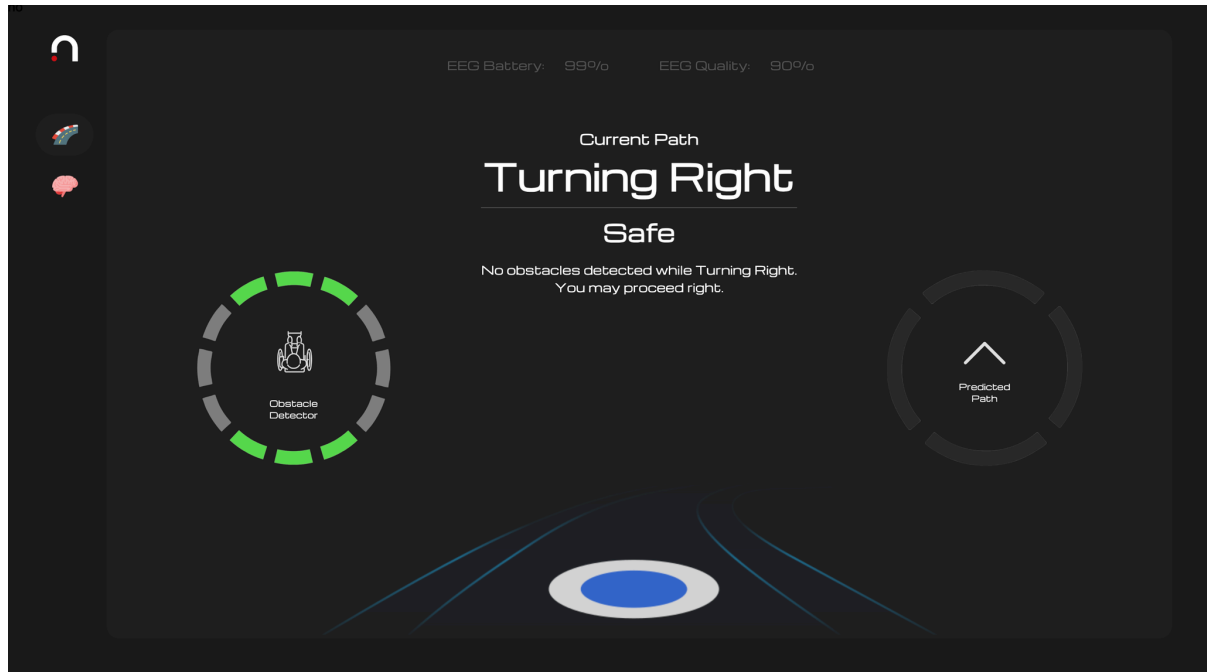 EEG Battery: 99% EEG Quality: 90%
Current Path
Turning Right
Safe
No obstacles detected while Turning Right.
You may proceed right.
Obstacle
Detector
Predicted
Path